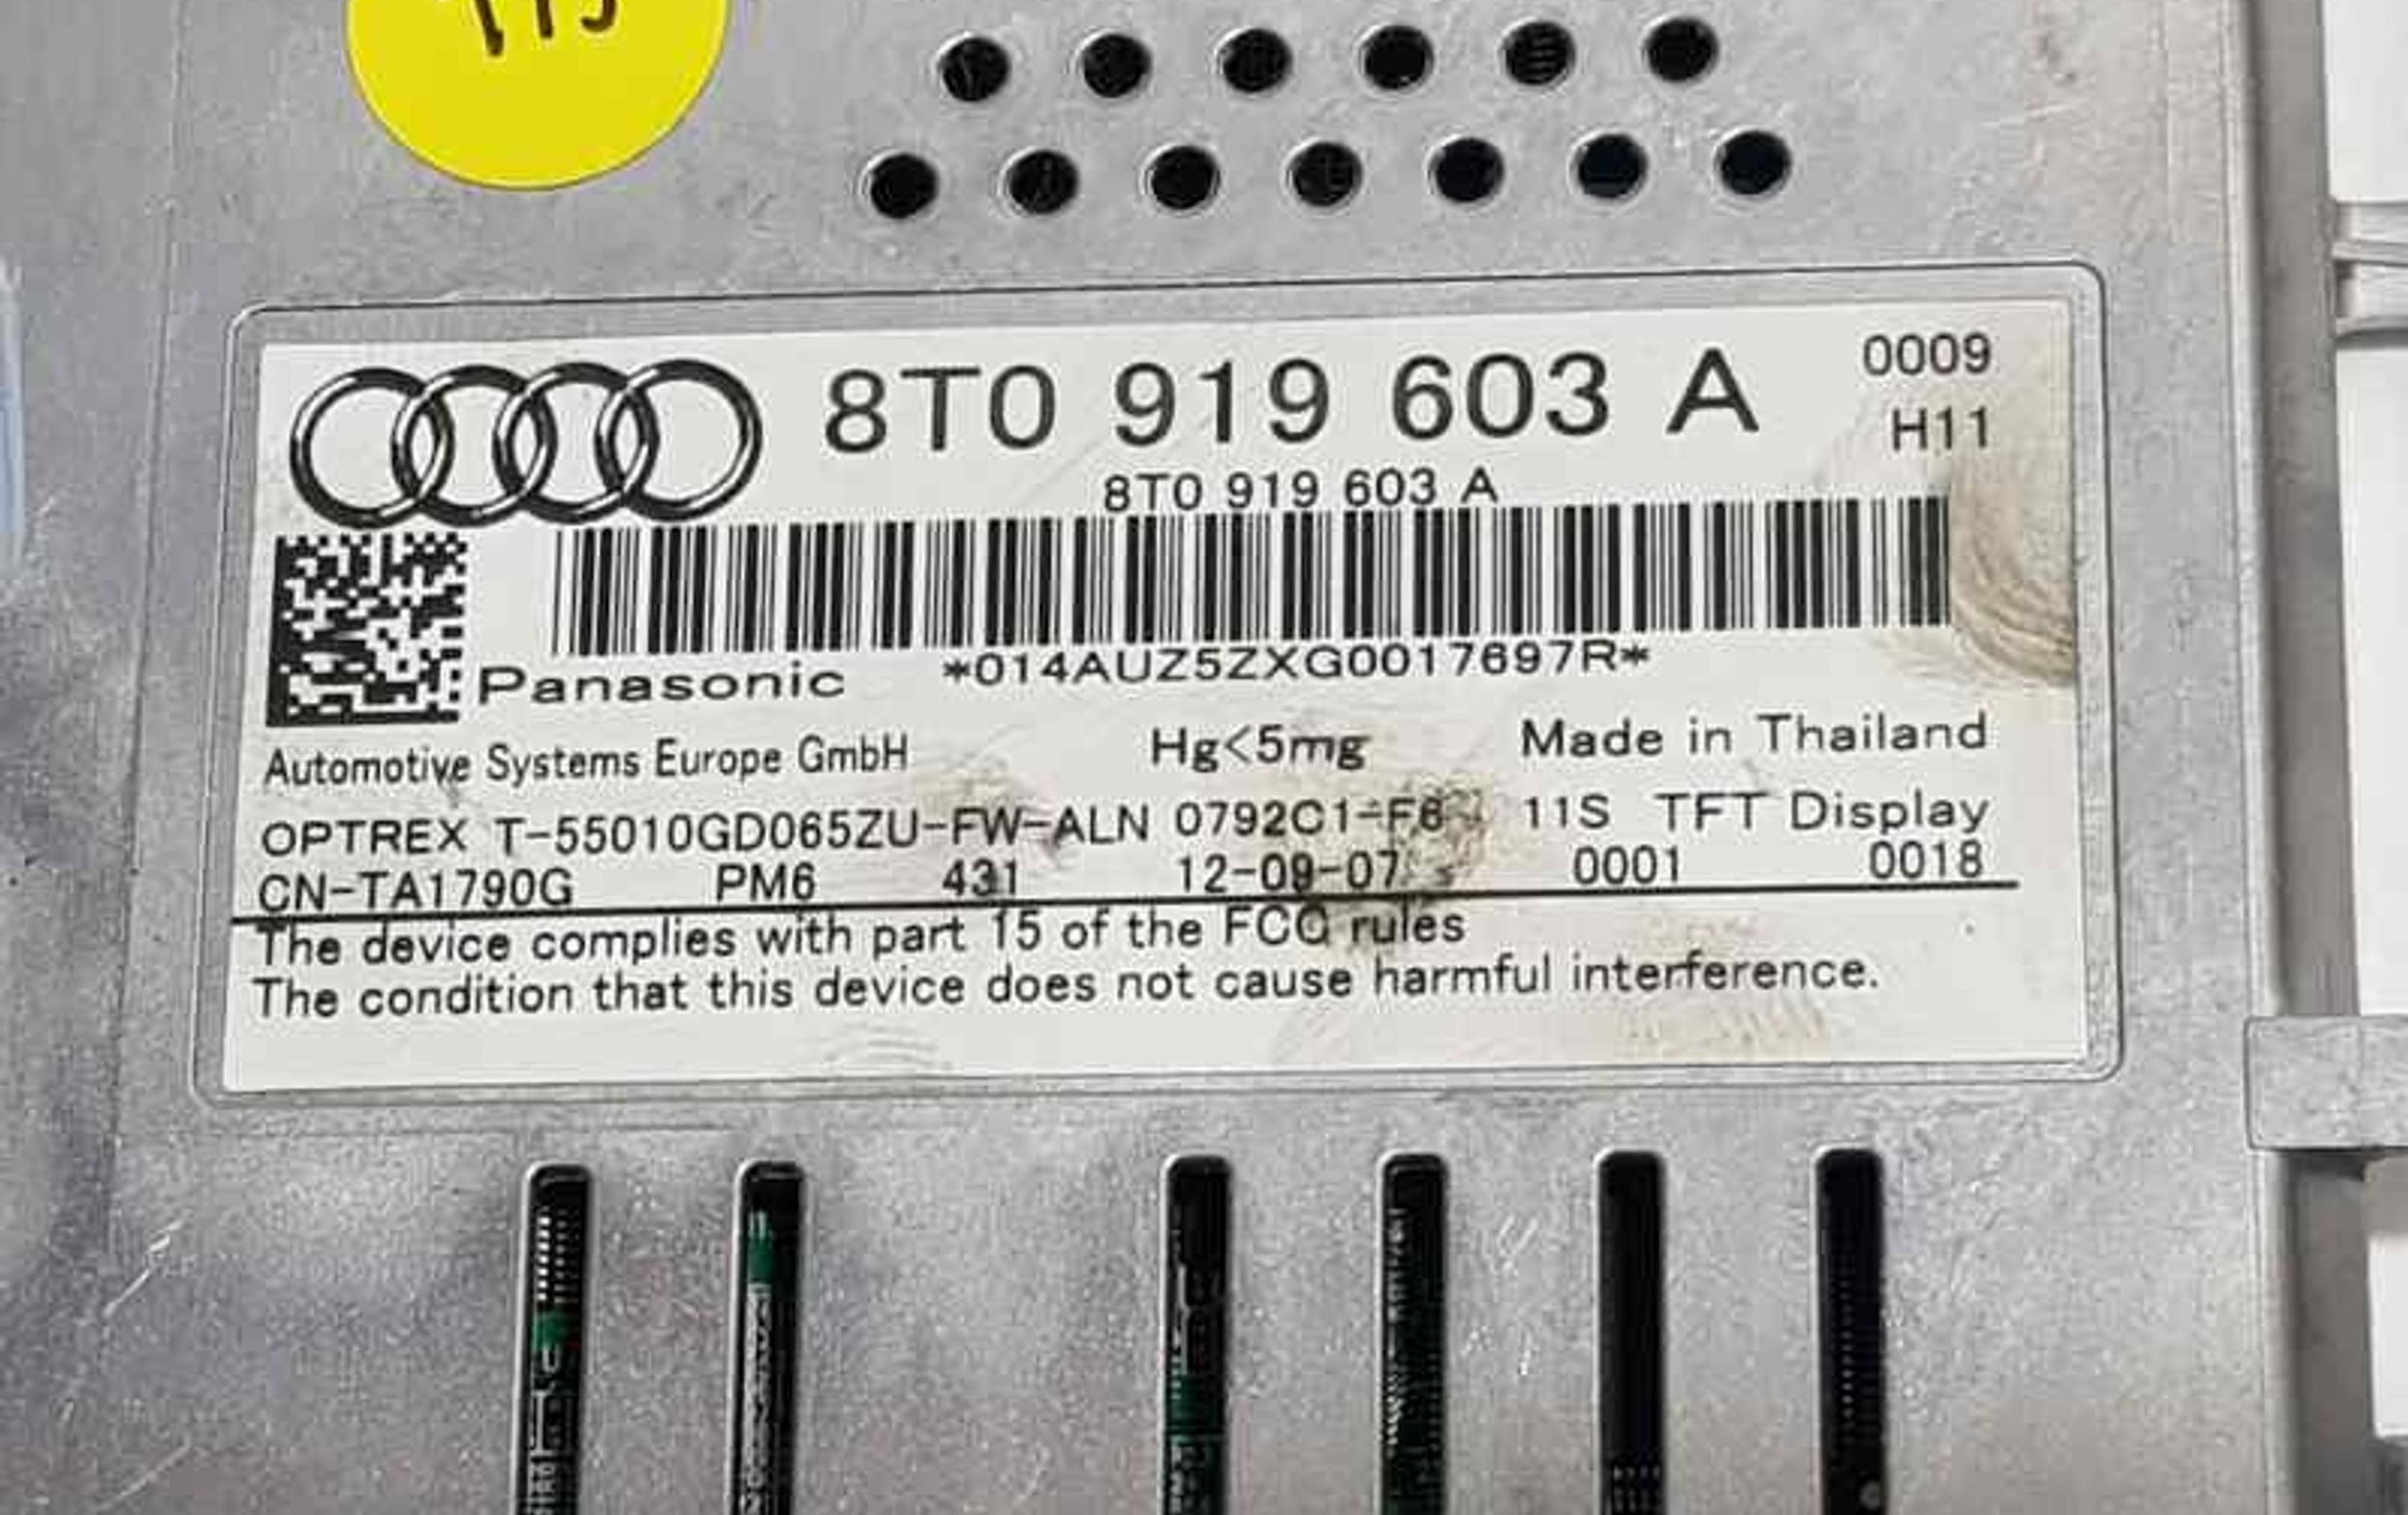 8T0 919 603 A 0009
H11
8T0 919 603 A
Panasonic *014AUZ5ZXG0017697R*
Automotive Systems Europe GmbH Hg<5mg Made in Thailand
OPTREX T-55010GD065ZU-FW-ALN 0792C1-F6 11S TFT Display
CN-TA1790G PM6 431 12-09-07 0001 0018
The device complies with part 15 of the FCC rules
The condition that this device does not cause harmful interference.